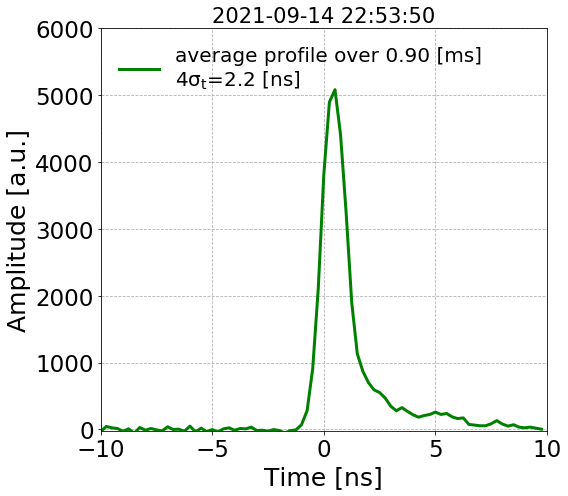 2021-09-14 22:53:50
6000
average profile over 0.90 [ms]
4σt=2.2 [ns]
5000
4000
3000
2000
1000
0
Amplitude [a.u.]
−10 −5 0 5 10
Time [ns]